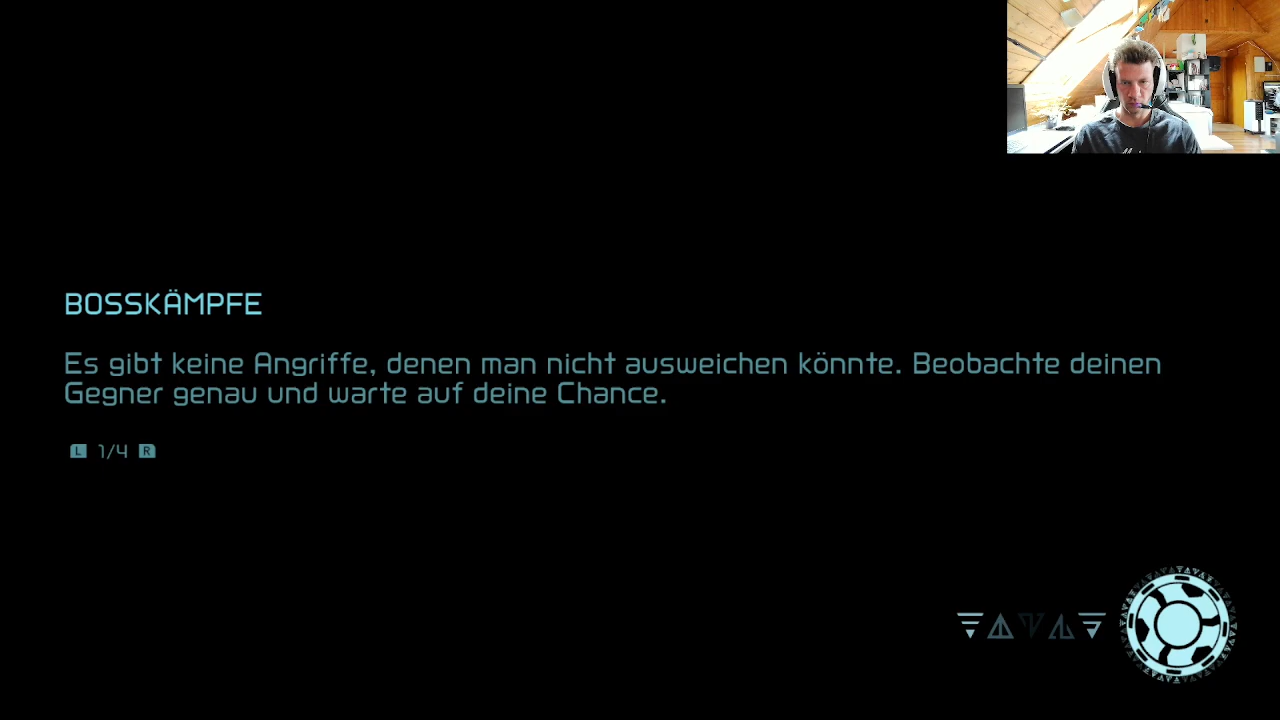 BOSSKÄMPFE
Es gibt keine Angriffe, denen man nicht ausweichen könnte. Beobachte deinen
Gegner genau und warte auf deine Chance.
L 1/4 R